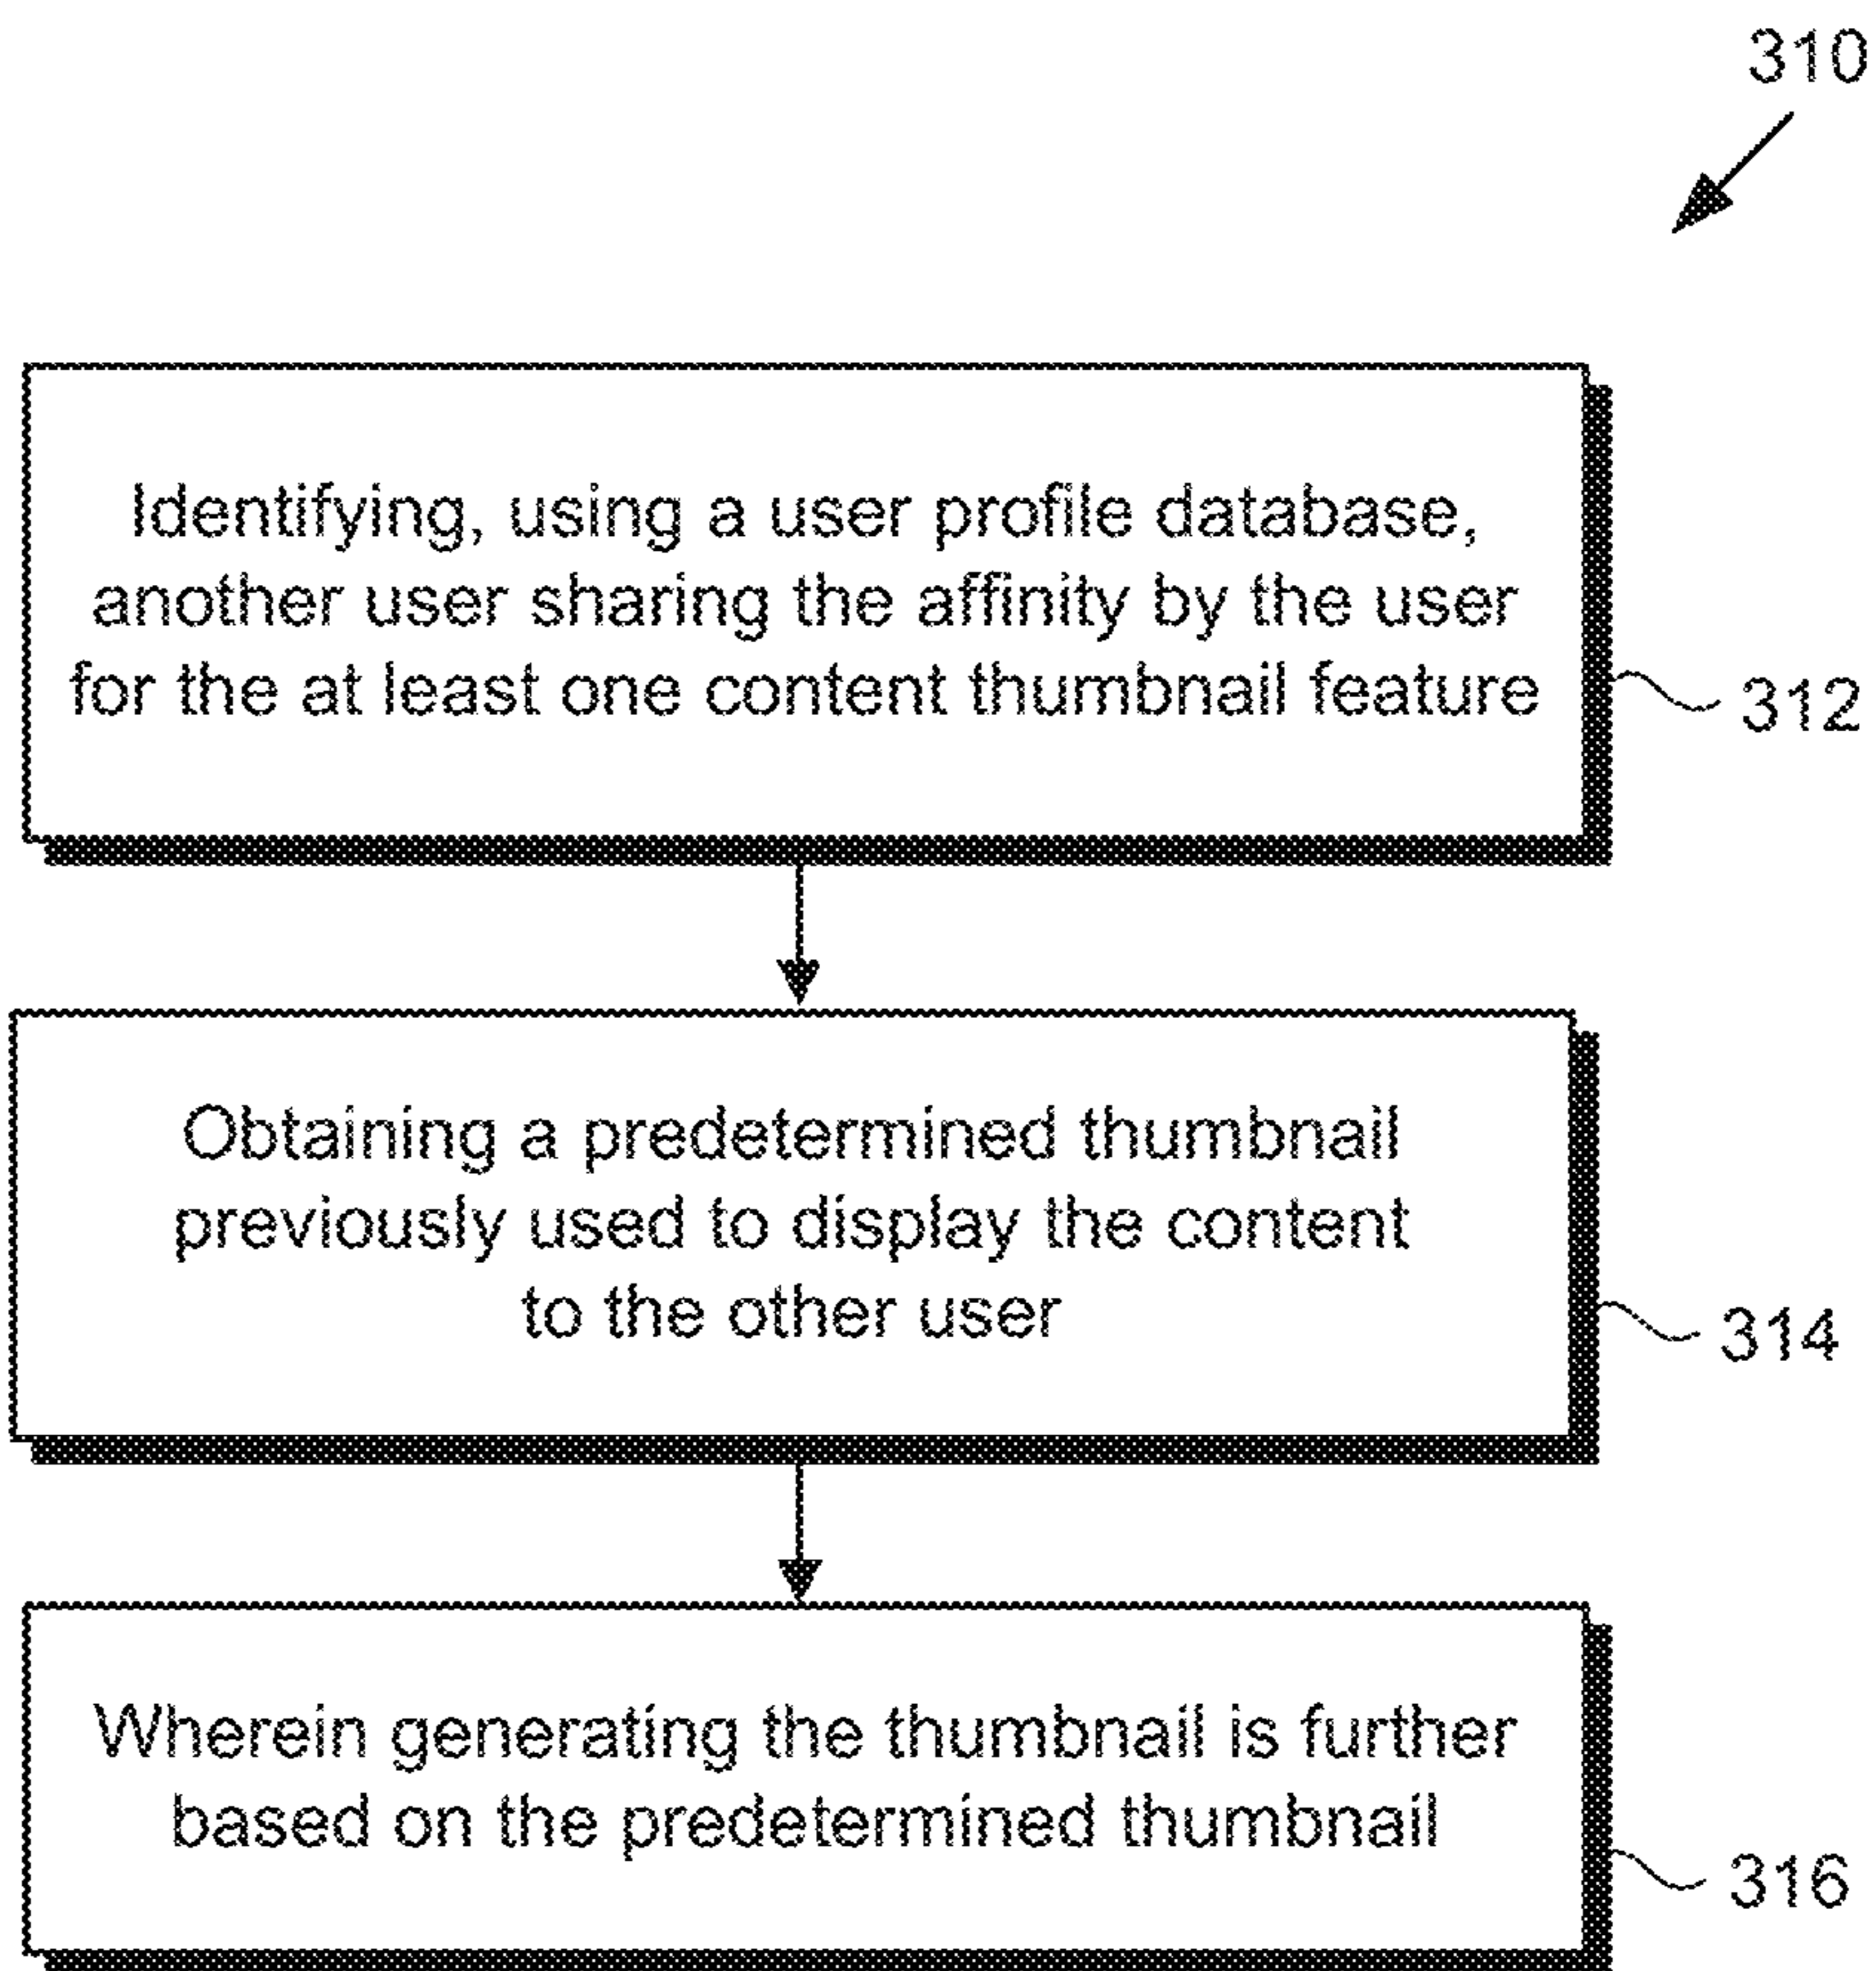 310
Identifying, using a user profile database,
another user sharing the affinity by the user
for the at least one content thumbnail feature
312
Obtaining a predetermined thumbnail
previously used to display the content
to the other user
314
Wherein generating the thumbnail is further
based on the predetermined thumbnail
316